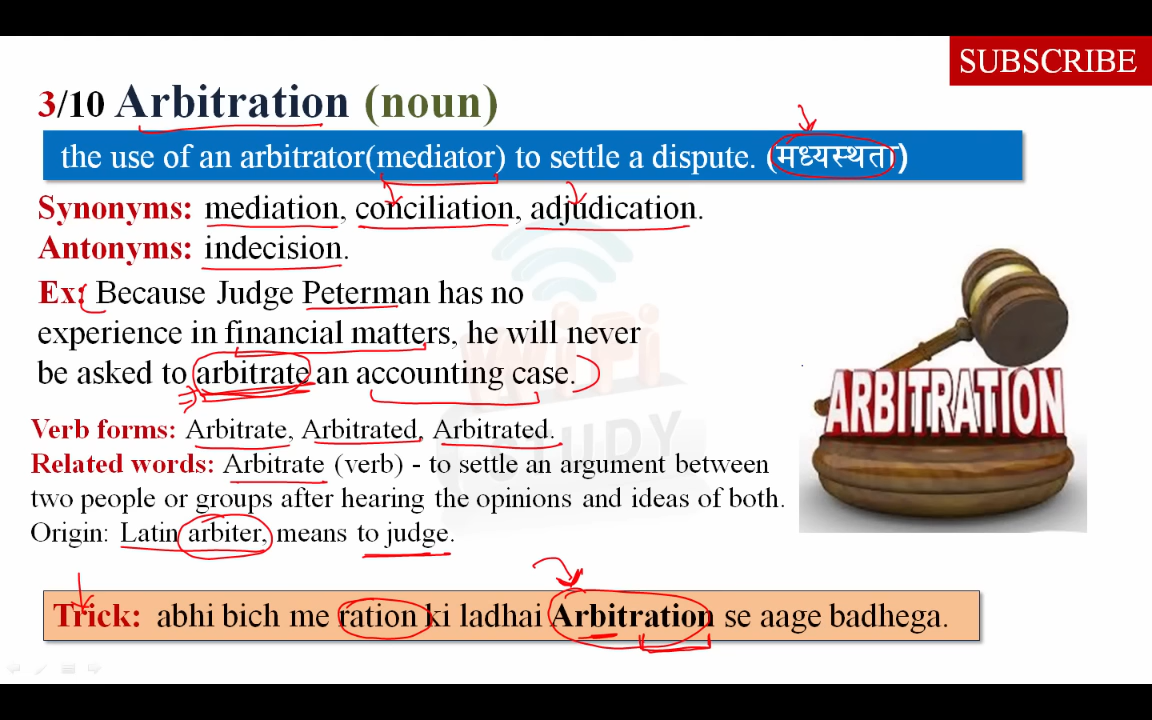 SUBSCRIBE
3/10 Arbitration (noun)
the use of an arbitrator(mediator) to settle a dispute. (मध्यस्थता)
Synonyms: mediation, conciliation, adjudication.
Antonyms: indecision.
Ex: Because Judge Peterman has no
experience in financial matters, he will never
be asked to arbitrate an accounting case.
ARBITRATION
Verb forms: Arbitrate, Arbitrated, Arbitrated.
Related words: Arbitrate (verb) - to settle an argument between
two people or groups after hearing the opinions and ideas of both.
Origin: Latin arbiter, means to judge.
Trick: abhi bich me ration ki ladhai Arbitration se aage badhega.
WiFi
STUDY